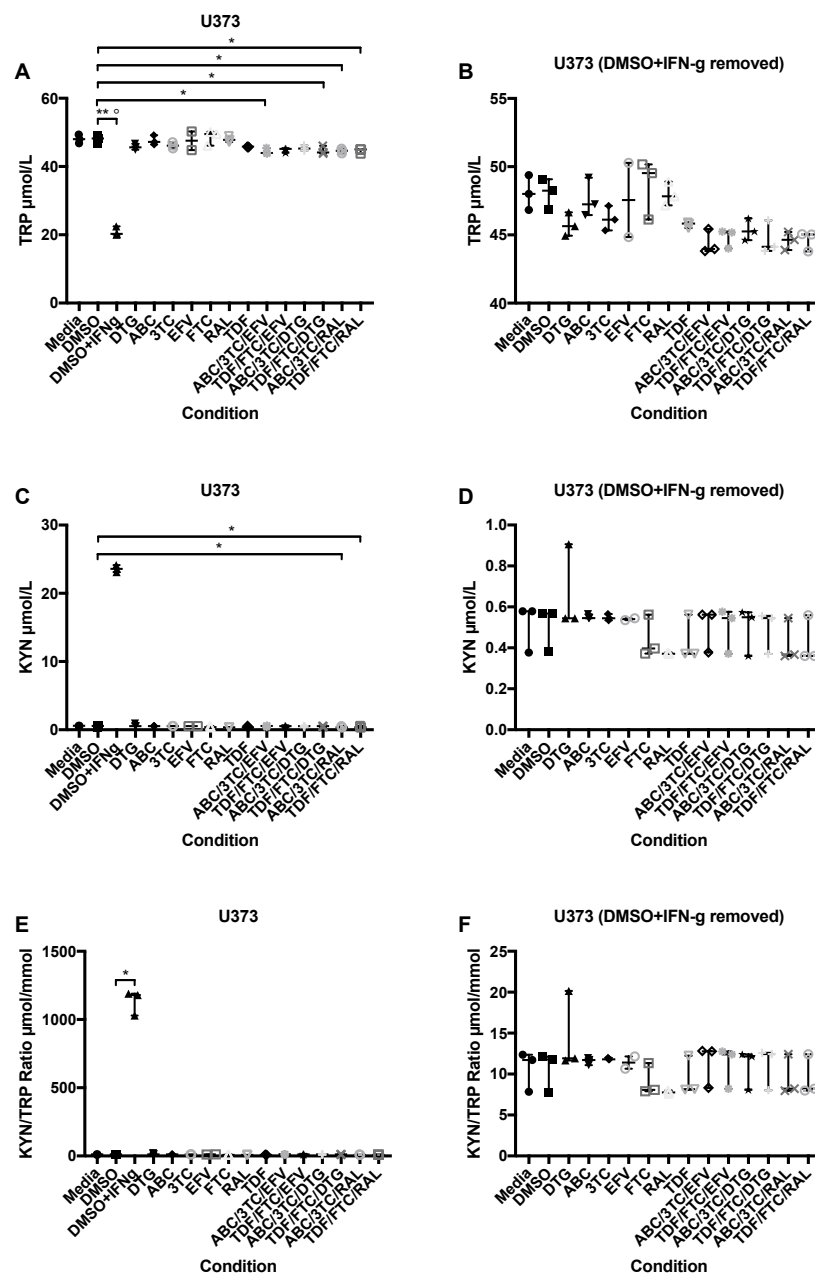 U373
A
*
*
*
*
** °
TRP µmol/L
60
40
20
0
Media
DMSO
DMSO+IFNg
DTG
ABC
3TC
EFV
FTC
RAL
TDF
ABC/3TC/EFV
TDF/FTC/EFV
ABC/3TC/DTG
TDF/FTC/DTG
ABC/3TC/RAL
TDF/FTC/RAL
Condition
B
U373 (DMSO+IFN-g removed)
TRP µmol/L
55
50
45
40
Media
DMSO
DTG
ABC
3TC
EFV
FTC
RAL
TDF
ABC/3TC/EFV
TDF/FTC/EFV
ABC/3TC/DTG
TDF/FTC/DTG
ABC/3TC/RAL
TDF/FTC/RAL
Condition
C
U373
*
*
KYN µmol/L
30
20
10
0
Media
DMSO
DMSO+IFNg
DTG
ABC
3TC
EFV
FTC
RAL
TDF
ABC/3TC/EFV
TDF/FTC/EFV
ABC/3TC/DTG
TDF/FTC/DTG
ABC/3TC/RAL
TDF/FTC/RAL
Condition
D
U373 (DMSO+IFN-g removed)
KYN µmol/L
1.0
0.8
0.6
0.4
0.2
0.0
Media
DMSO
DTG
ABC
3TC
EFV
FTC
RAL
TDF
ABC/3TC/EFV
TDF/FTC/EFV
ABC/3TC/DTG
TDF/FTC/DTG
ABC/3TC/RAL
TDF/FTC/RAL
Condition
E
U373
*
KYN/TRP Ratio µmol/mmol
1500
1000
500
0
Media
DMSO
DMSO+IFNg
DTG
ABC
3TC
EFV
FTC
RAL
TDF
ABC/3TC/EFV
TDF/FTC/EFV
ABC/3TC/DTG
TDF/FTC/DTG
ABC/3TC/RAL
TDF/FTC/RAL
Condition
F
U373 (DMSO+IFN-g removed)
KYN/TRP Ratio µmol/mmol
25
20
15
10
5
0
Media
DMSO
DTG
ABC
3TC
EFV
FTC
RAL
TDF
ABC/3TC/EFV
TDF/FTC/EFV
ABC/3TC/DTG
TDF/FTC/DTG
ABC/3TC/RAL
TDF/FTC/RAL
Condition